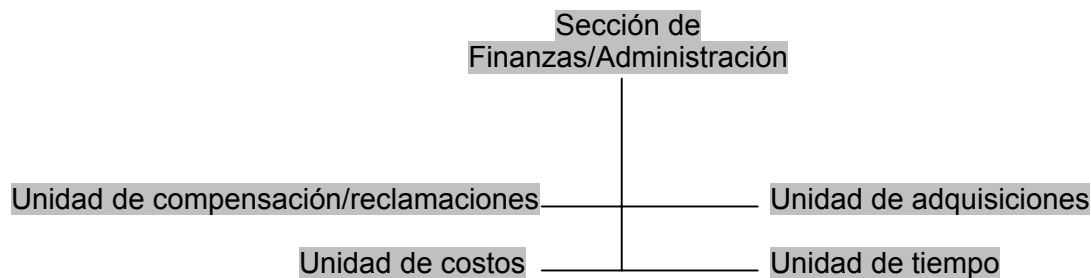 Sección de
Finanzas/Administración
Unidad de compensación/reclamaciones
Unidad de adquisiciones
Unidad de costos
Unidad de tiempo